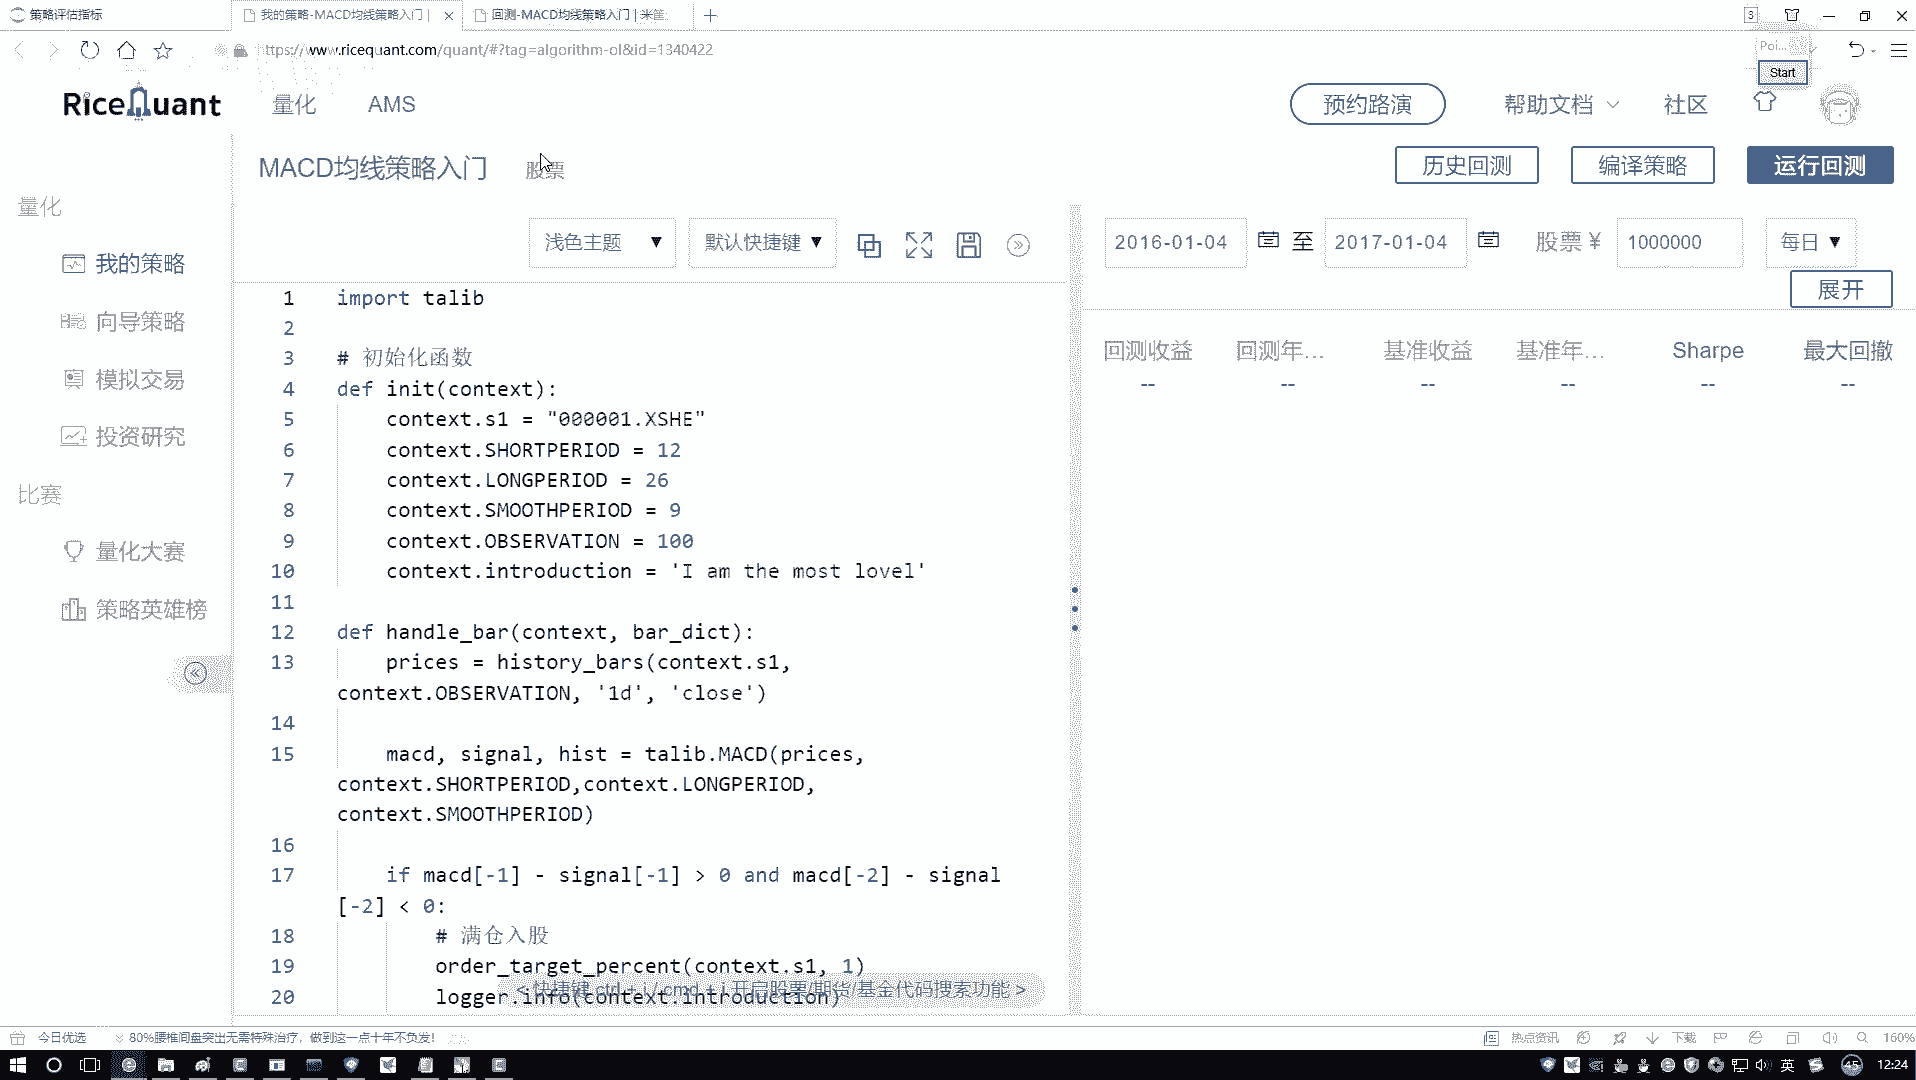 策略评估指标
我的策略-MACD均线策略入门 |
回测-MACD均线策略入门 | 米筐
https://www.ricequant.com/quant/#?tag=algorithm-ol&id=1340422
Poi...
Start
RiceQuant
量化
AMS
预约路演
帮助文档
社区
MACD均线策略入门
股票
历史回测
编译策略
运行回测
量化
我的策略
向导策略
模拟交易
投资研究
比赛
量化大赛
策略英雄榜
浅色主题 ▼
默认快捷键 ▼
2016-01-04 至 2017-01-04 股票 ¥ 1000000 每日 ▼
展开
回测收益 回测年... 基准收益 基准年... Sharpe 最大回撤
-- -- -- -- -- --
1 import talib
2
3 # 初始化函数
4 def init(context):
5 context.s1 = "000001.XSHE"
6 context.SHORTPERIOD = 12
7 context.LONGPERIOD = 26
8 context.SMOOTHPERIOD = 9
9 context.OBSERVATION = 100
10 context.introduction = 'I am the most lovel'
11
12 def handle_bar(context, bar_dict):
13 prices = history_bars(context.s1,
context.OBSERVATION, '1d', 'close')
14
15 macd, signal, hist = talib.MACD(prices,
context.SHORTPERIOD,context.LONGPERIOD,
context.SMOOTHPERIOD)
16
17 if macd[-1] - signal[-1] > 0 and macd[-2] - signal
[-2] < 0:
18 # 满仓入股
19 order_target_percent(context.s1, 1)
20 logger.info(context.introduction)
< 快捷键 ctrl + i / cmd + i 开启股票/期货/基金代码搜索功能 >
今日优选
80%腰椎间盘突出无需特殊治疗，做到这一点十年不负发！
热点资讯
下载
160%
英
45
12:24